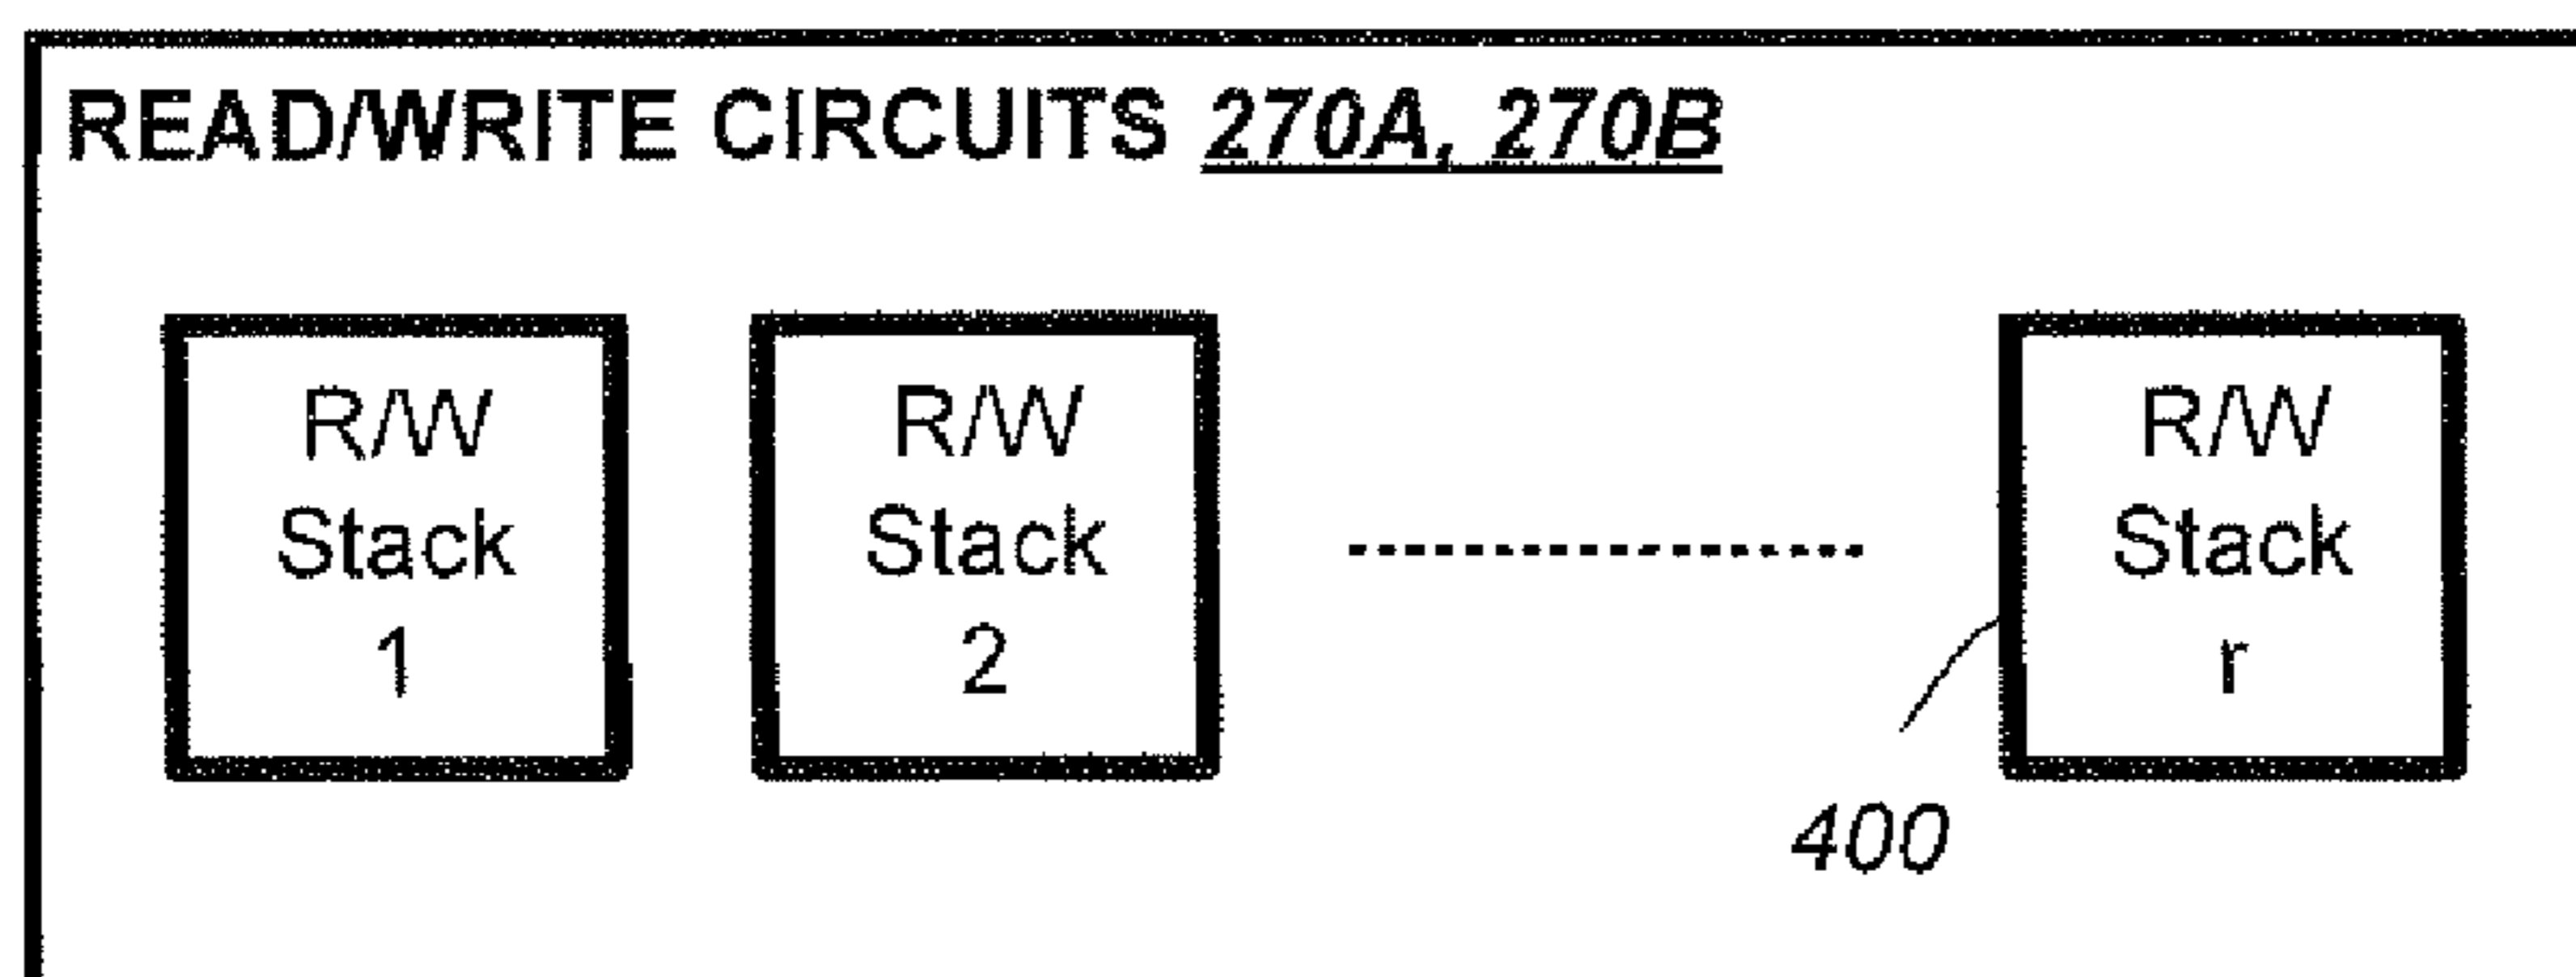 READ/WRITE CIRCUITS 270A, 270B
R/W
Stack
1
R/W
Stack
2
R/W
Stack
r
400